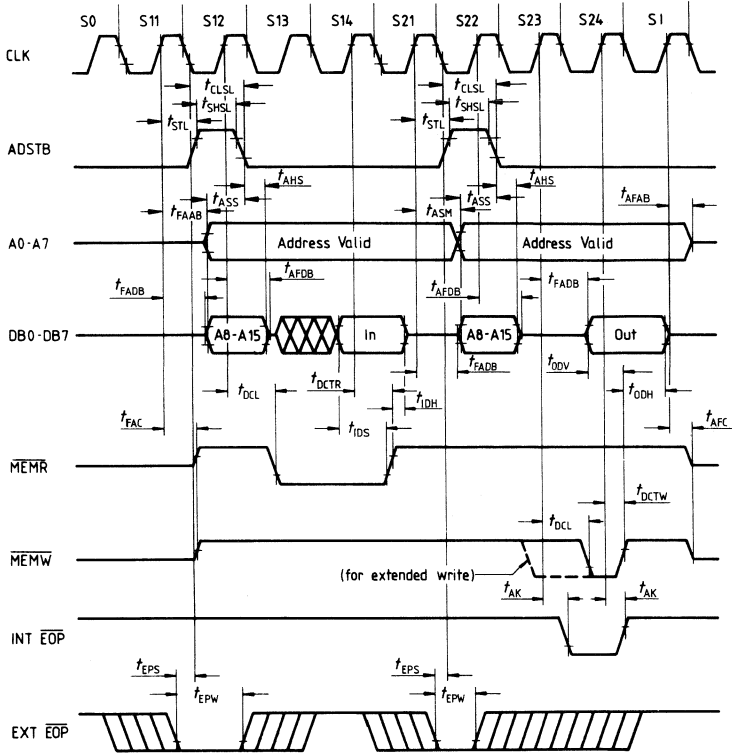 S0 S11 S12 S13 S14 S21 S22 S23 S24 S1
CLK
tCLSL tCLSL
tSHSL tSHSL
tSTL tSTL
ADSTB
tAHS tAHS
tASS tASS
tFAAB tASM tAFAB
A0-A7 Address Valid Address Valid
tAFDB
tFADB tAFDB tFADB
DB0-DB7 A8-A15 In A8-A15 Out
tFADB tODV
tDCL tDCTR tODH
tIDH
tFAC tIDS tAFC
MEMR
tDCTW
tDCL
MEMW
(for extended write)
tAK tAK
INT EOP
tEPS tEPS
tEPW tEPW
EXT EOP